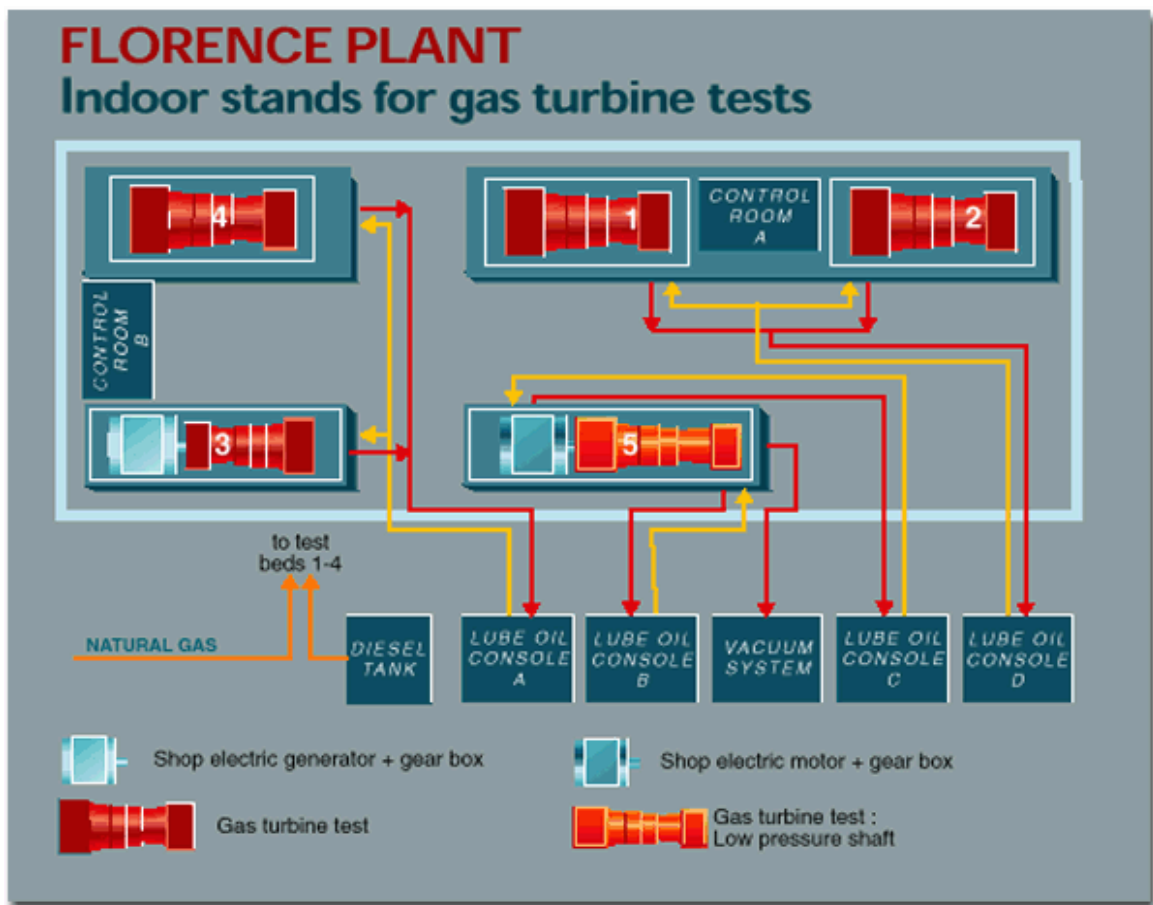 FLORENCE PLANT
Indoor stands for gas turbine tests
4
1
CONTROL
ROOM
A
2
CONTROL
ROOM
B
3
5
to test
beds 1-4
NATURAL GAS
DIESEL
TANK
LUBE OIL
CONSOLE
A
LUBE OIL
CONSOLE
B
VACUUM
SYSTEM
LUBE OIL
CONSOLE
C
LUBE OIL
CONSOLE
D
Shop electric generator + gear box
Shop electric motor + gear box
Gas turbine test
Gas turbine test :
Low pressure shaft